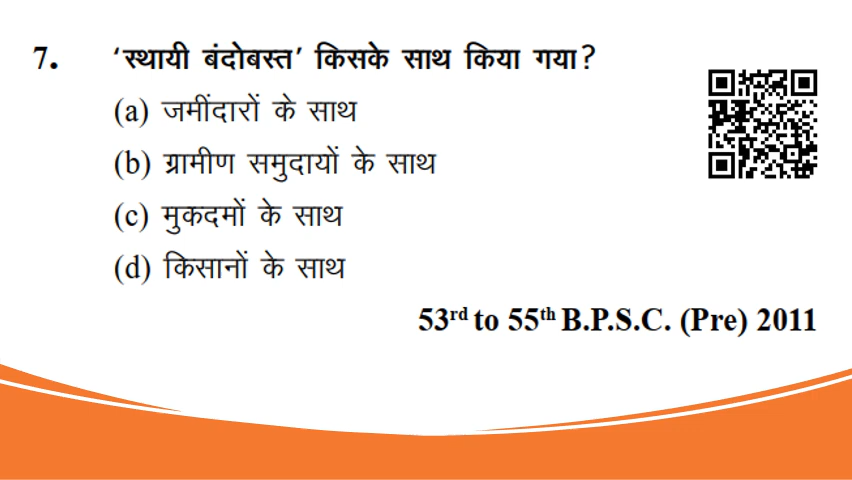 7. ‘स्थायी बंदोबस्त’ किसके साथ किया गया?
(a) जमींदारों के साथ
(b) ग्रामीण समुदायों के साथ
(c) मुकदमों के साथ
(d) किसानों के साथ
53rd to 55th B.P.S.C. (Pre) 2011